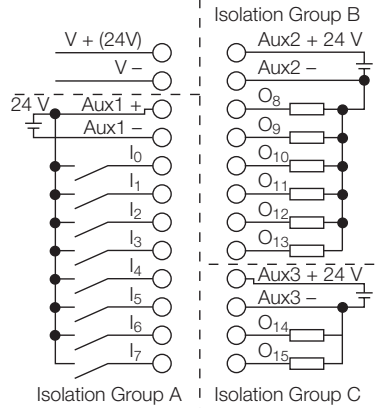 Isolation Group B
V + (24V)
V –
24 V
Aux1 +
Aux1 –
I0
I1
I2
I3
I4
I5
I6
I7
Isolation Group A
Aux2 + 24 V
Aux2 –
O8
O9
O10
O11
O12
O13
Aux3 + 24 V
Aux3 –
O14
O15
Isolation Group C